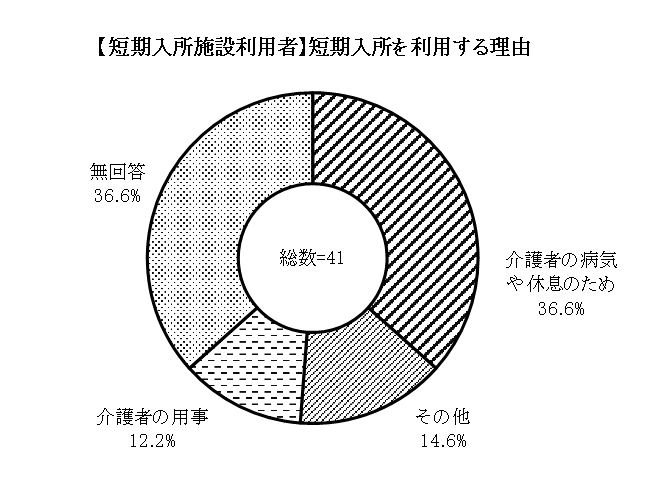 【短期入所施設利用者】短期入所を利用する理由
無回答
36.6%
総数=41
介護者の病気
や休息のため
36.6%
介護者の用事
12.2%
その他
14.6%